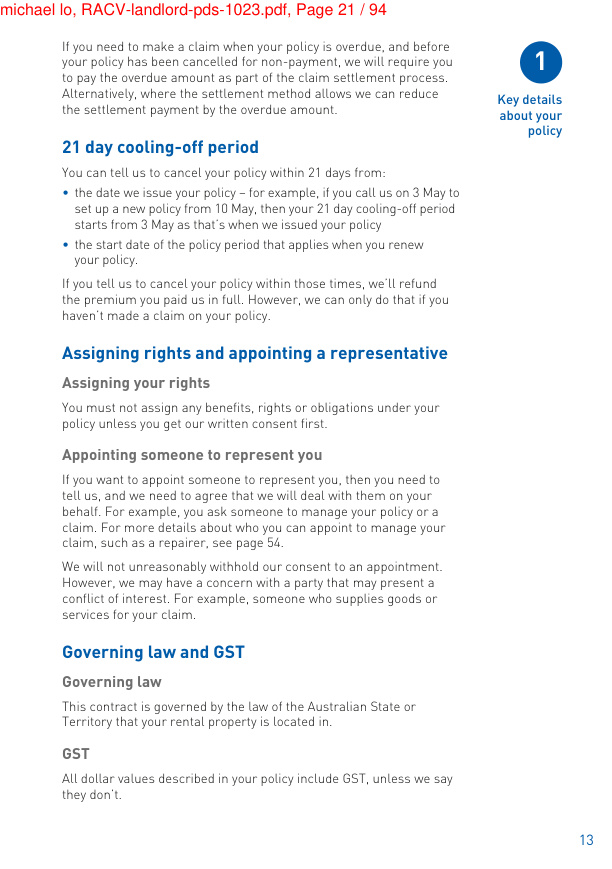 michael lo, RACV-landlord-pds-1023.pdf, Page 21 / 94
If you need to make a claim when your policy is overdue, and before
your policy has been cancelled for non-payment, we will require you
to pay the overdue amount as part of the claim settlement process.
Alternatively, where the settlement method allows we can reduce
the settlement payment by the overdue amount.
1
Key details
about your
policy
21 day cooling-off period
You can tell us to cancel your policy within 21 days from:
• the date we issue your policy – for example, if you call us on 3 May to
set up a new policy from 10 May, then your 21 day cooling-off period
starts from 3 May as that's when we issued your policy
• the start date of the policy period that applies when you renew
your policy.
If you tell us to cancel your policy within those times, we'll refund
the premium you paid us in full. However, we can only do that if you
haven't made a claim on your policy.
Assigning rights and appointing a representative
Assigning your rights
You must not assign any benefits, rights or obligations under your
policy unless you get our written consent first.
Appointing someone to represent you
If you want to appoint someone to represent you, then you need to
tell us, and we need to agree that we will deal with them on your
behalf. For example, you ask someone to manage your policy or a
claim. For more details about who you can appoint to manage your
claim, such as a repairer, see page 54.
We will not unreasonably withhold our consent to an appointment.
However, we may have a concern with a party that may present a
conflict of interest. For example, someone who supplies goods or
services for your claim.
Governing law and GST
Governing law
This contract is governed by the law of the Australian State or
Territory that your rental property is located in.
GST
All dollar values described in your policy include GST, unless we say
they don't.
13